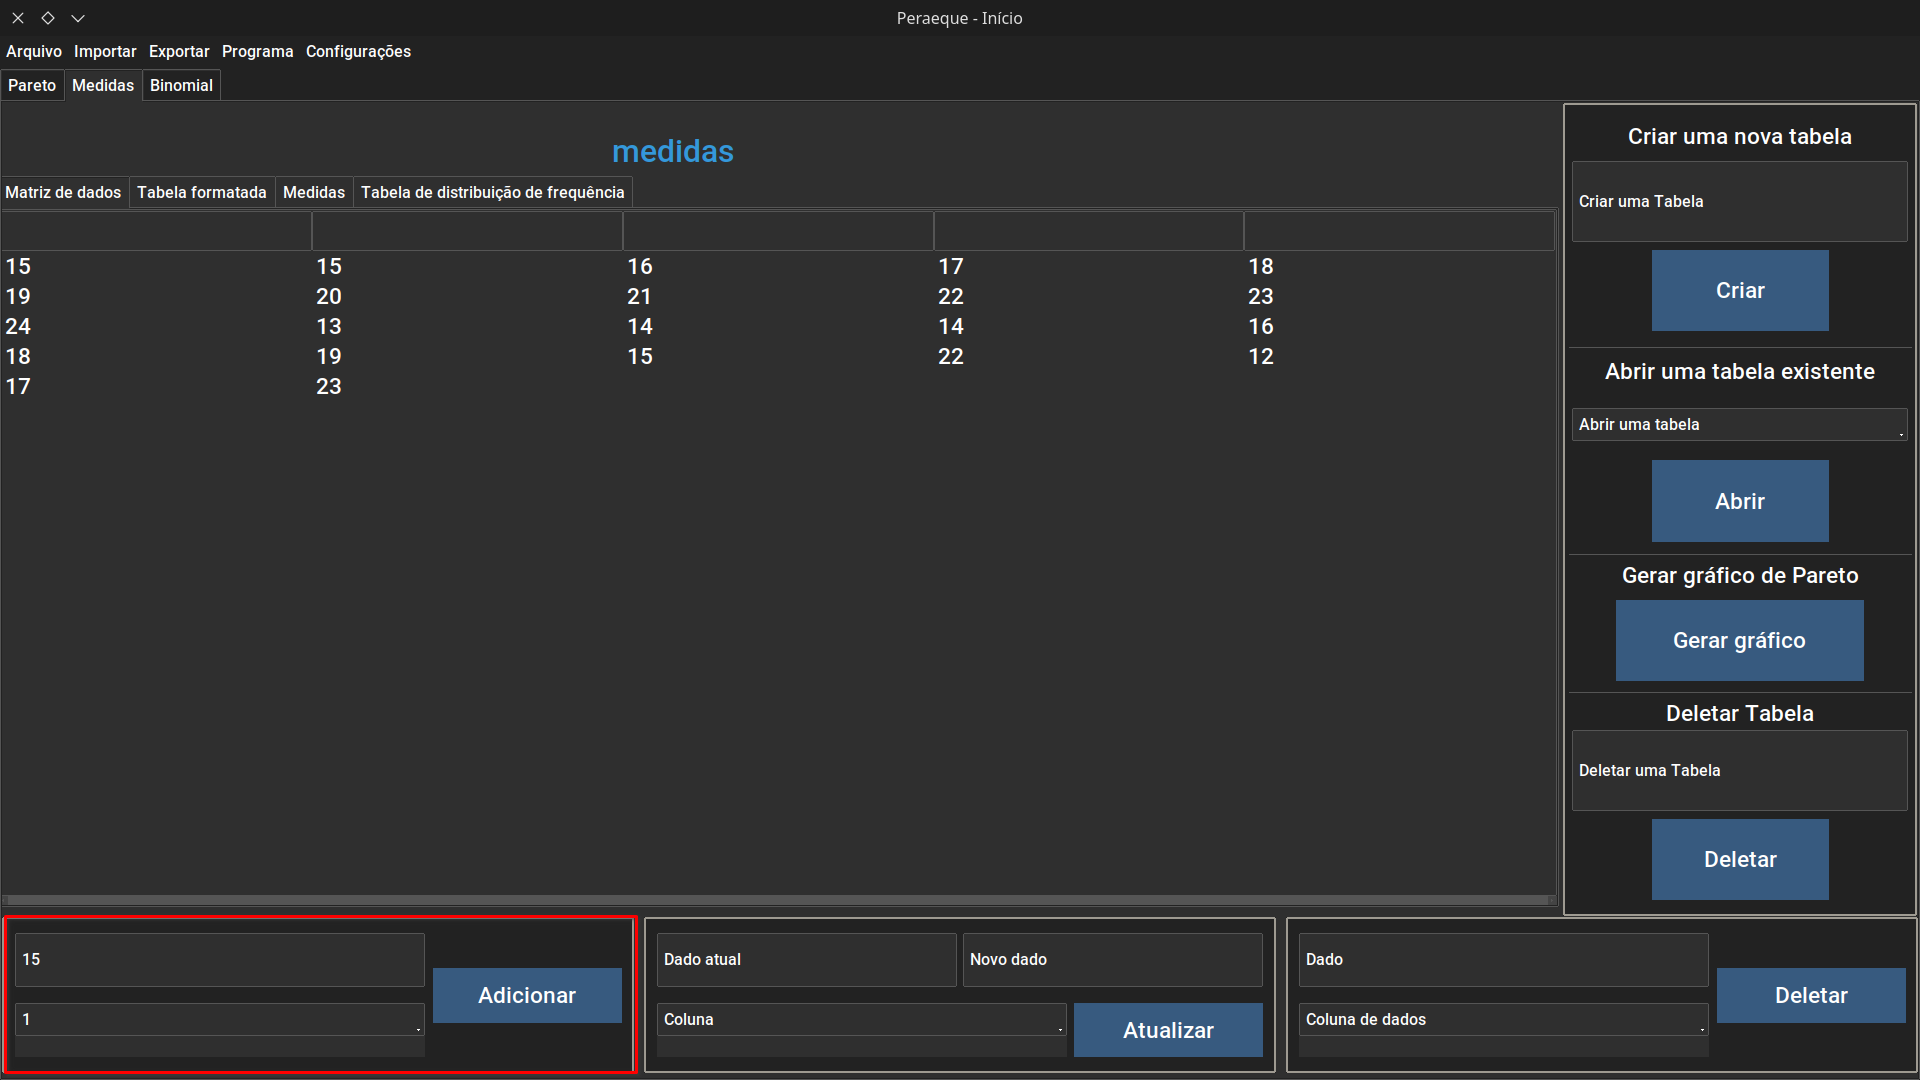 Peraeque - Início
Arquivo Importar Exportar Programa Configurações
Pareto Medidas Binomial
medidas
Matriz de dados Tabela formatada Medidas Tabela de distribuição de frequência
15 15 16 17 18
19 20 21 22 23
24 13 14 14 16
18 19 15 22 12
17 23
Criar uma nova tabela
Criar uma Tabela
Criar
Abrir uma tabela existente
Abrir uma tabela
Abrir
Gerar gráfico de Pareto
Gerar gráfico
Deletar Tabela
Deletar uma Tabela
Deletar
15
1
Adicionar
Dado atual Novo dado
Coluna
Atualizar
Dado
Coluna de dados
Deletar